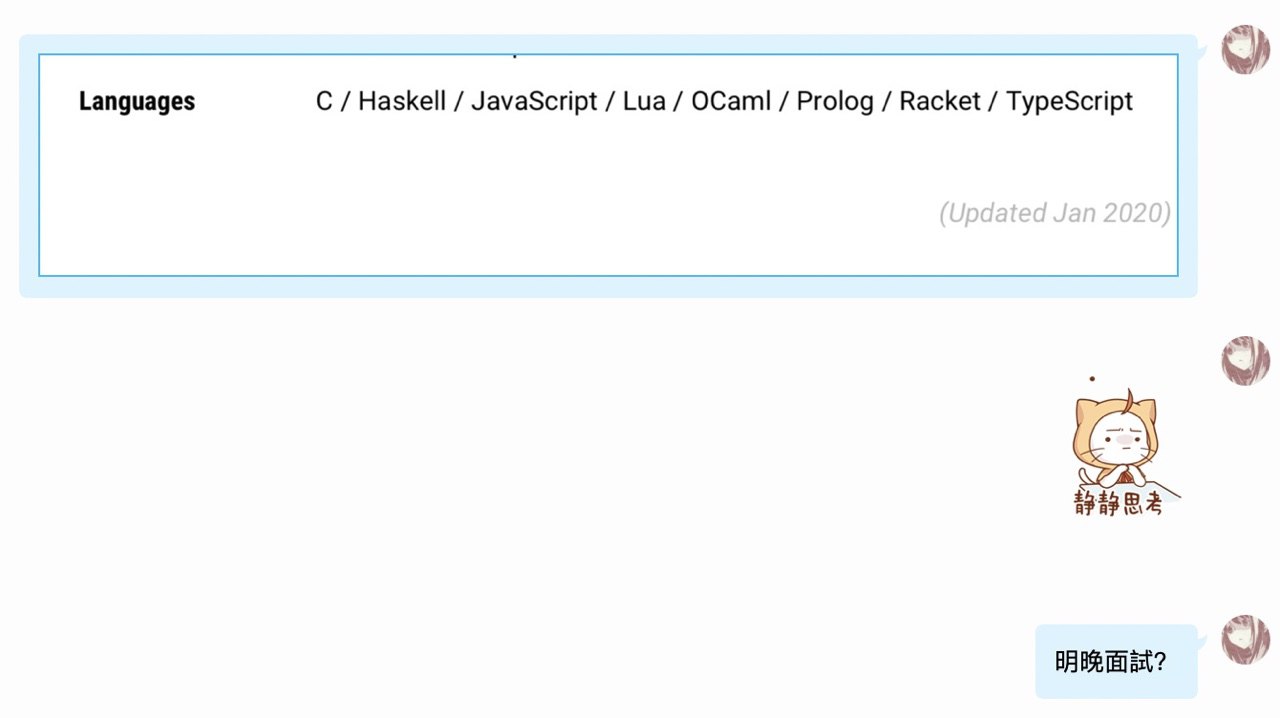 Languages C / Haskell / JavaScript / Lua / OCaml / Prolog / Racket / TypeScript
(Updated Jan 2020)
静静思考
明晚面試?